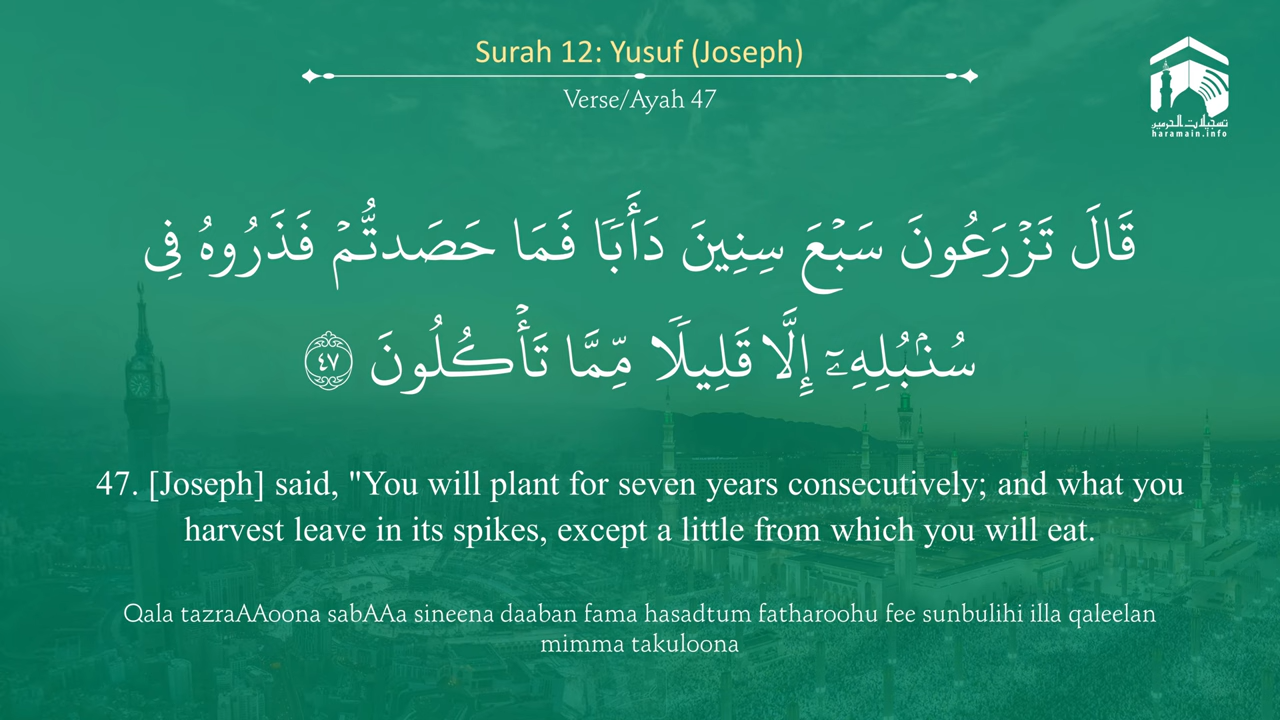 Surah 12: Yusuf (Joseph)
Verse/Ayah 47
تسجيلات الحرمين
haramain.info
قَالَ تَزۡرَعُونَ سَبۡعَ سِنِينَ دَأَبٗا فَمَا حَصَدتُّمۡ فَذَرُوهُ فِي
سُنۢبُلِهِۦٓ إِلَّا قَلِيلٗا مِّمَّا تَأۡكُلُونَ ٤٧
47. [Joseph] said, "You will plant for seven years consecutively; and what you
harvest leave in its spikes, except a little from which you will eat.
Qala tazraAAoona sabAAa sineena daaban fama hasadtum fatharoohu fee sunbulihi illa qaleelan
mimma takuloona